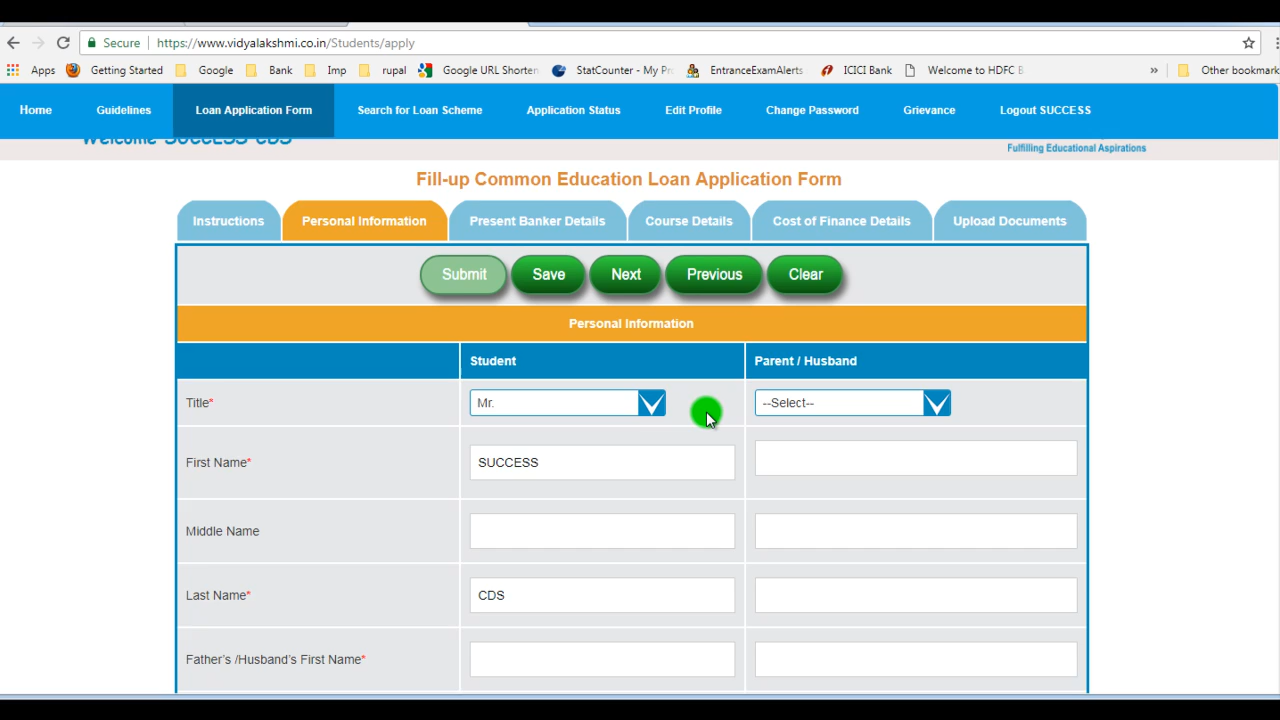 Secure https://www.vidyalakshmi.co.in/Students/apply
Apps Getting Started Google Bank Imp rupal Google URL Shorten StatCounter - My Pr EntranceExamAlerts ICICI Bank Welcome to HDFC B » Other bookmark
Home Guidelines Loan Application Form Search for Loan Scheme Application Status Edit Profile Change Password Grievance Logout SUCCESS
Welcome SUCCESS CDS
Fulfilling Educational Aspirations
Fill-up Common Education Loan Application Form
Instructions Personal Information Present Banker Details Course Details Cost of Finance Details Upload Documents
Submit Save Next Previous Clear
Personal Information
Student Parent / Husband
Title* Mr. --Select--
First Name* SUCCESS
Middle Name
Last Name* CDS
Father's /Husband's First Name*